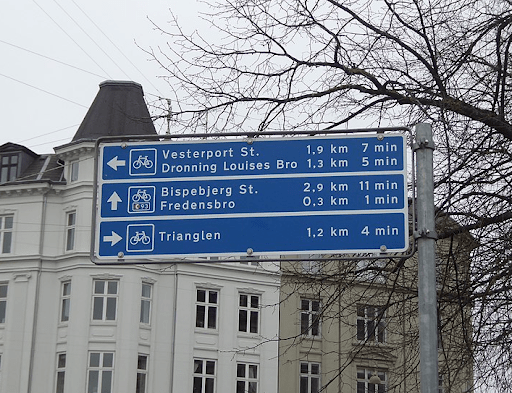 Vesterport St. 1,9 km 7 min
Dronning Louises Bro 1,3 km 5 min
Bispebjerg St. 2,9 km 11 min
C 93 Fredensbro 0,3 km 1 min
Trianglen 1,2 km 4 min